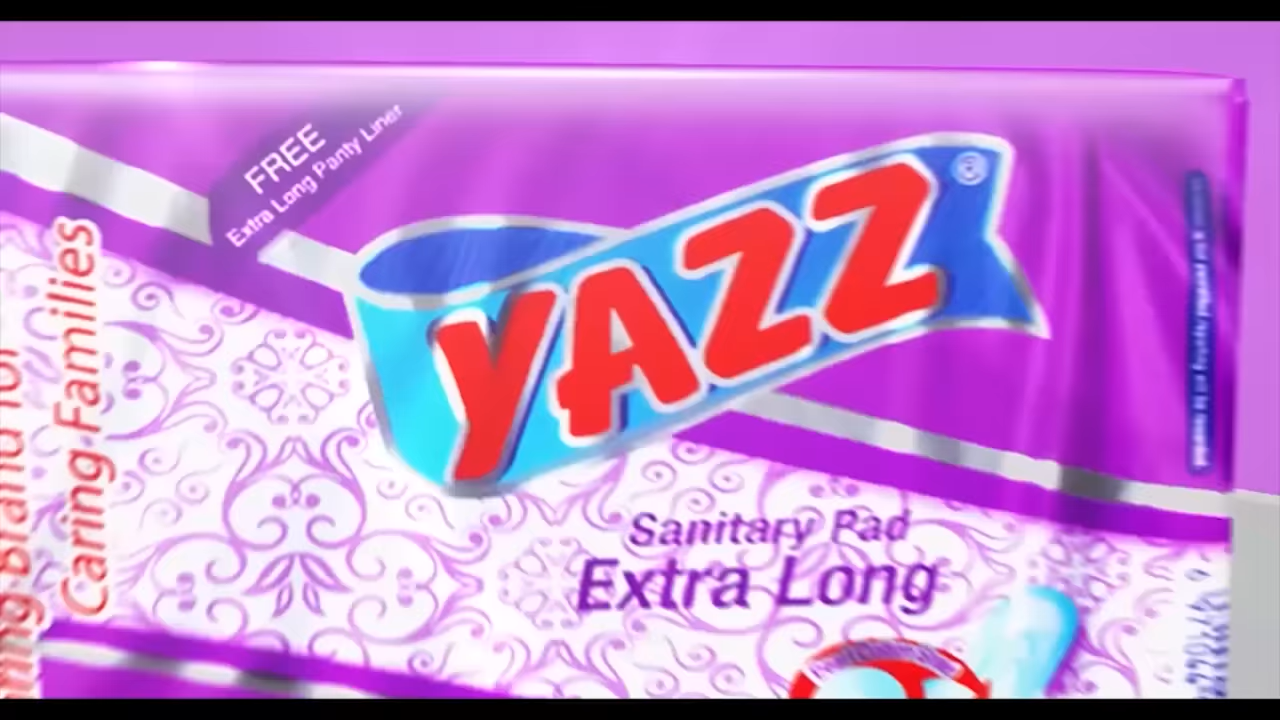 FREE
Extra Long Panty Liner
YAZZ
®
Sanitary Pad
Extra Long
Caring Families